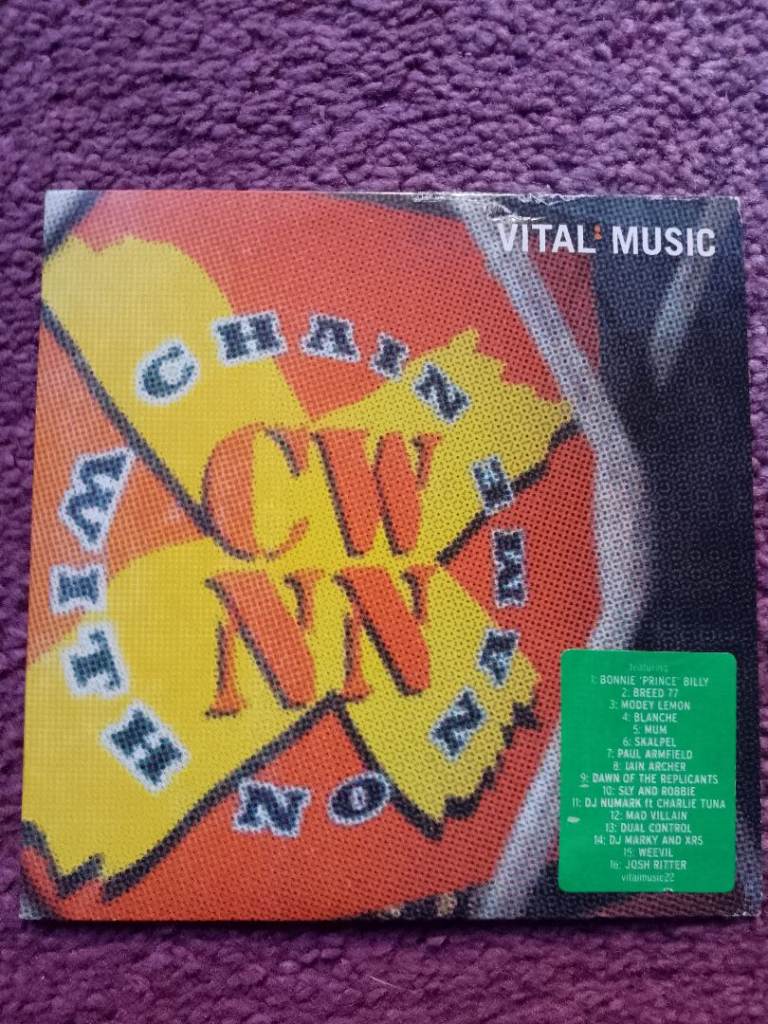 VITAL MUSIC
CHAIN
WITH
NO
NAME
CW
NN
featuring
1: BONNIE 'PRINCE' BILLY
2: BREED 77
3: MODEY LEMON
4: BLANCHE
5: MUM
6: SKALPEL
7: PAUL ARMFIELD
8: IAIN ARCHER
9: DAWN OF THE REPLICANTS
10: SLY AND ROBBIE
11: DJ NUMARK ft CHARLIE TUNA
12: MAD VILLAIN
13: DUAL CONTROL
14: DJ MARKY AND XRS
15: WEEVIL
16: JOSH RITTER
vitalmusic22